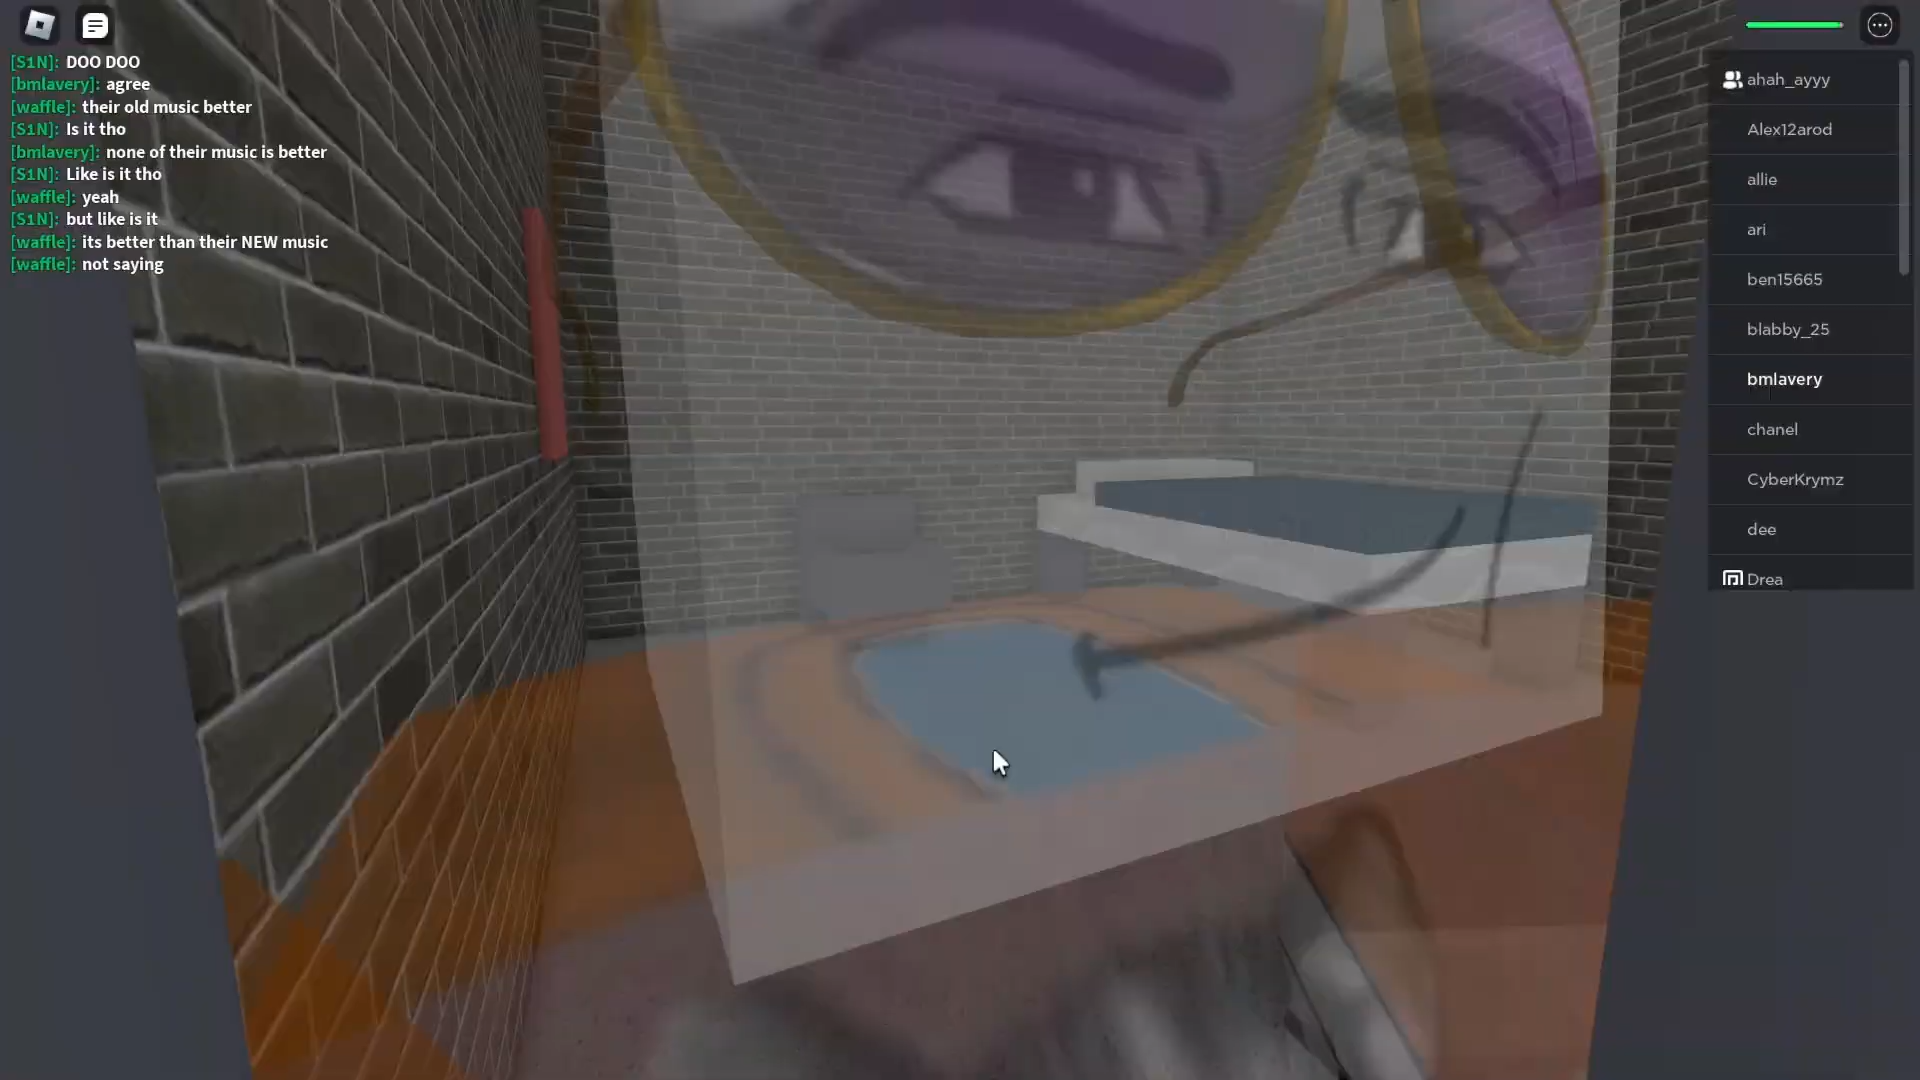 [S1N]: DOO DOO
[bmlavery]: agree
[waffle]: their old music better
[S1N]: Is it tho
[bmlavery]: none of their music is better
[S1N]: Like is it tho
[waffle]: yeah
[S1N]: but like is it
[waffle]: its better than their NEW music
[waffle]: not saying
ahah_ayyy
Alex12arod
allie
ari
ben15665
blabby_25
bmlavery
chanel
CyberKrymz
dee
Drea